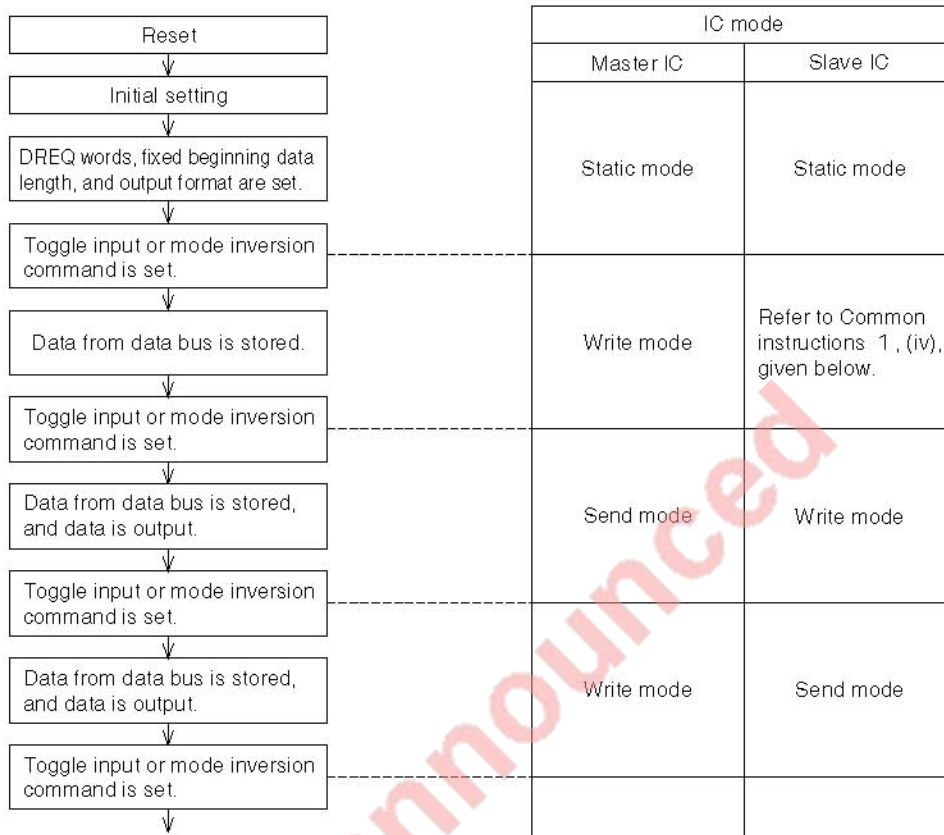 Reset
Initial setting
DREQ words, fixed beginning data
length, and output format are set.
Toggle input or mode inversion
command is set.
Data from data bus is stored.
Toggle input or mode inversion
command is set.
Data from data bus is stored,
and data is output.
Toggle input or mode inversion
command is set.
Data from data bus is stored,
and data is output.
Toggle input or mode inversion
command is set.
IC mode
Master IC
Slave IC
Static mode
Static mode
Write mode
Refer to Common
instructions 1, (iv),
given below.
Send mode
Write mode
Write mode
Send mode